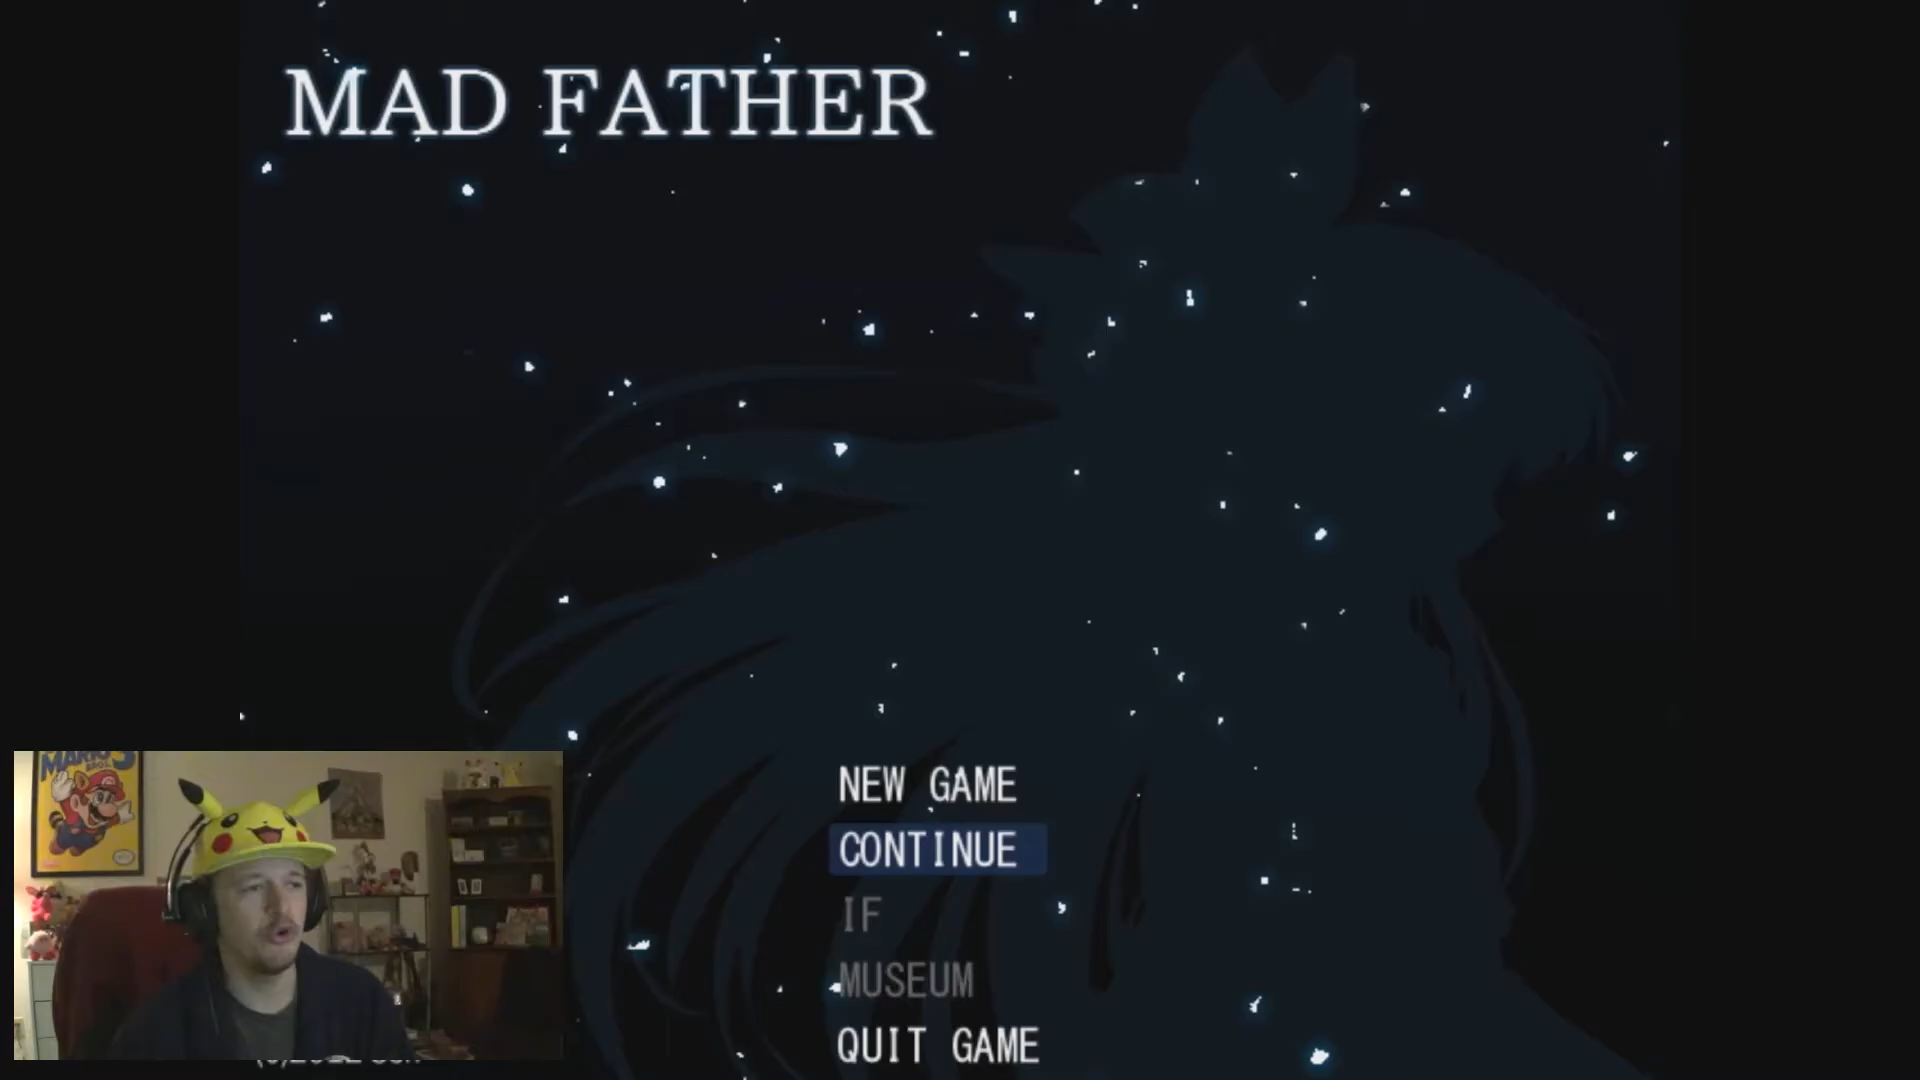 MAD FATHER
NEW GAME
CONTINUE
IF
MUSEUM
QUIT GAME